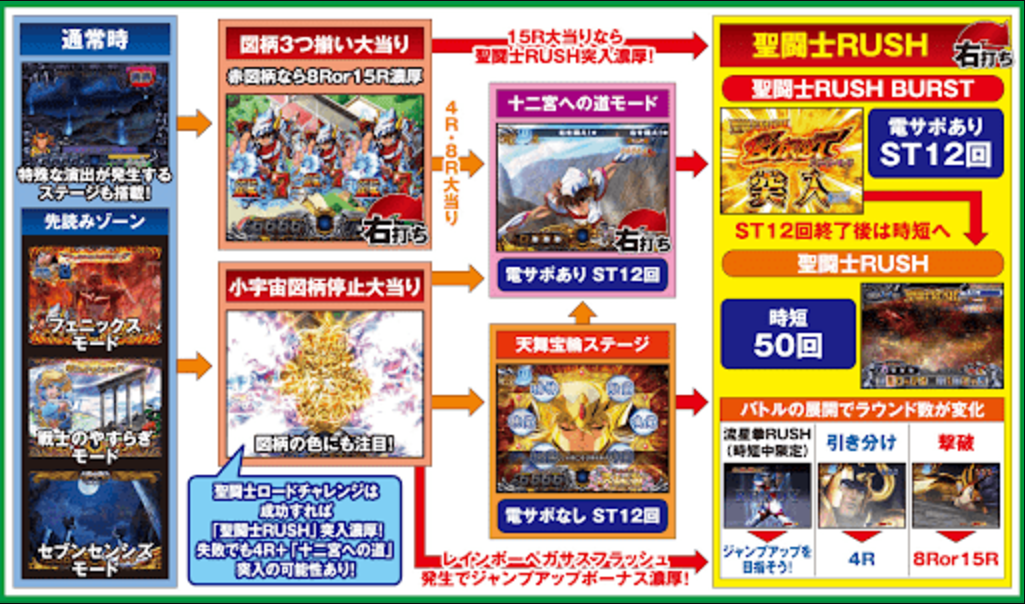 通常時
特殊な演出が発生する
ステージも搭載!
先読みゾーン
フェニックス
モード
戦士のやすらぎ
モード
セブンセンシズ
モード
図柄3つ揃い大当り
赤図柄なら8Ror15R濃厚
右打ち
小宇宙図柄停止大当り
図柄の色にも注目!
聖闘士ロードチャレンジは
成功すれば
「聖闘士RUSH」突入濃厚!
失敗でも4R+「十二宮への道」
突入の可能性あり!
15R大当りなら
聖闘士RUSH突入濃厚!
4R・8R大当り
十二宮への道モード
右打ち
電サポあり ST12回
天舞宝輪ステージ
電サポなし ST12回
レインボーペガサスフラッシュ
発生でジャンプアップボーナス濃厚!
聖闘士RUSH
右打ち
聖闘士RUSH BURST
BURST
突入
電サポあり
ST12回
ST12回終了後は時短へ
聖闘士RUSH
時短
50回
バトルの展開でラウンド数が変化
流星拳RUSH
(時短中限定)
ジャンプアップを
目指そう!
引き分け
4R
撃破
8Ror15R